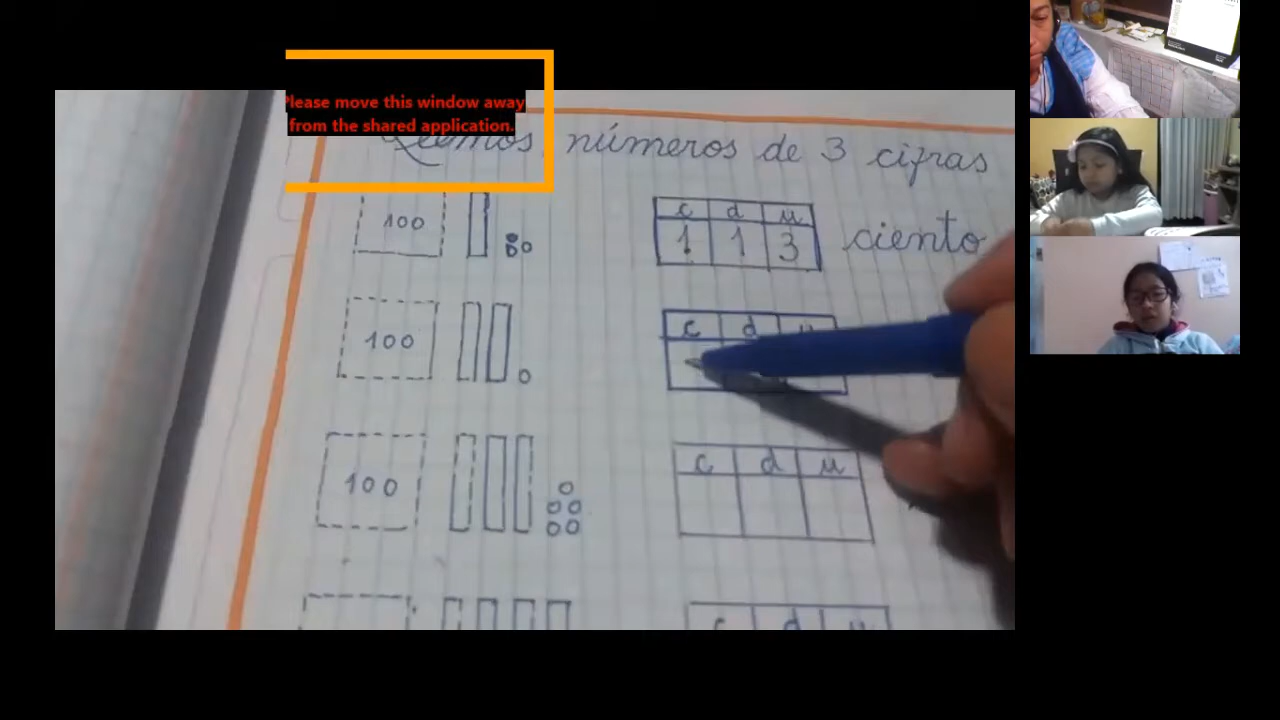 Please move this window away
from the shared application.
Leemos números de 3 cifras
100
c d u
1 1 3
ciento
100
c d u
100
c d u
c d u